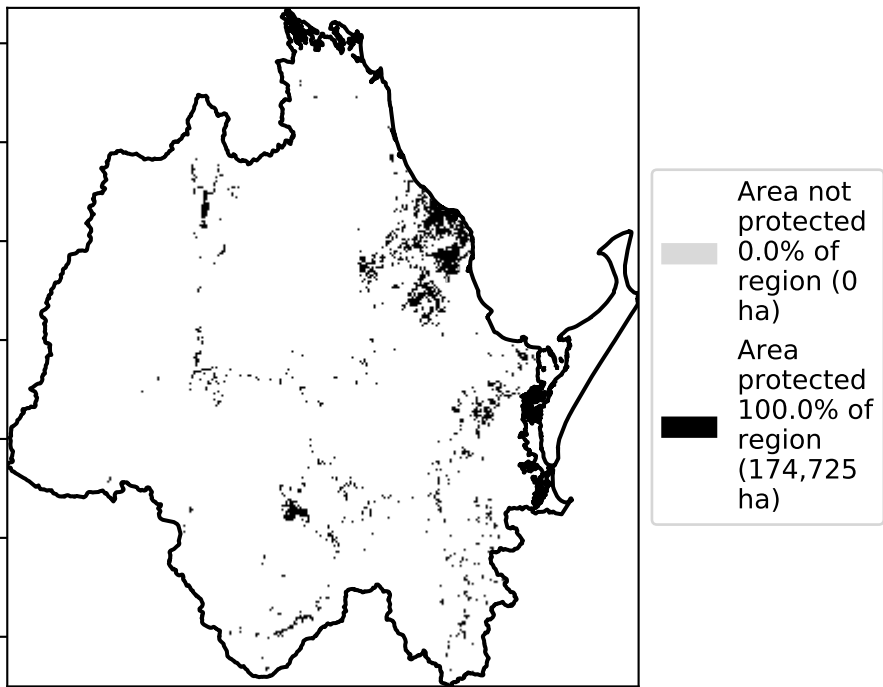 Area not
protected
0.0% of
region (0
ha)
Area
protected
100.0% of
region
(174,725
ha)